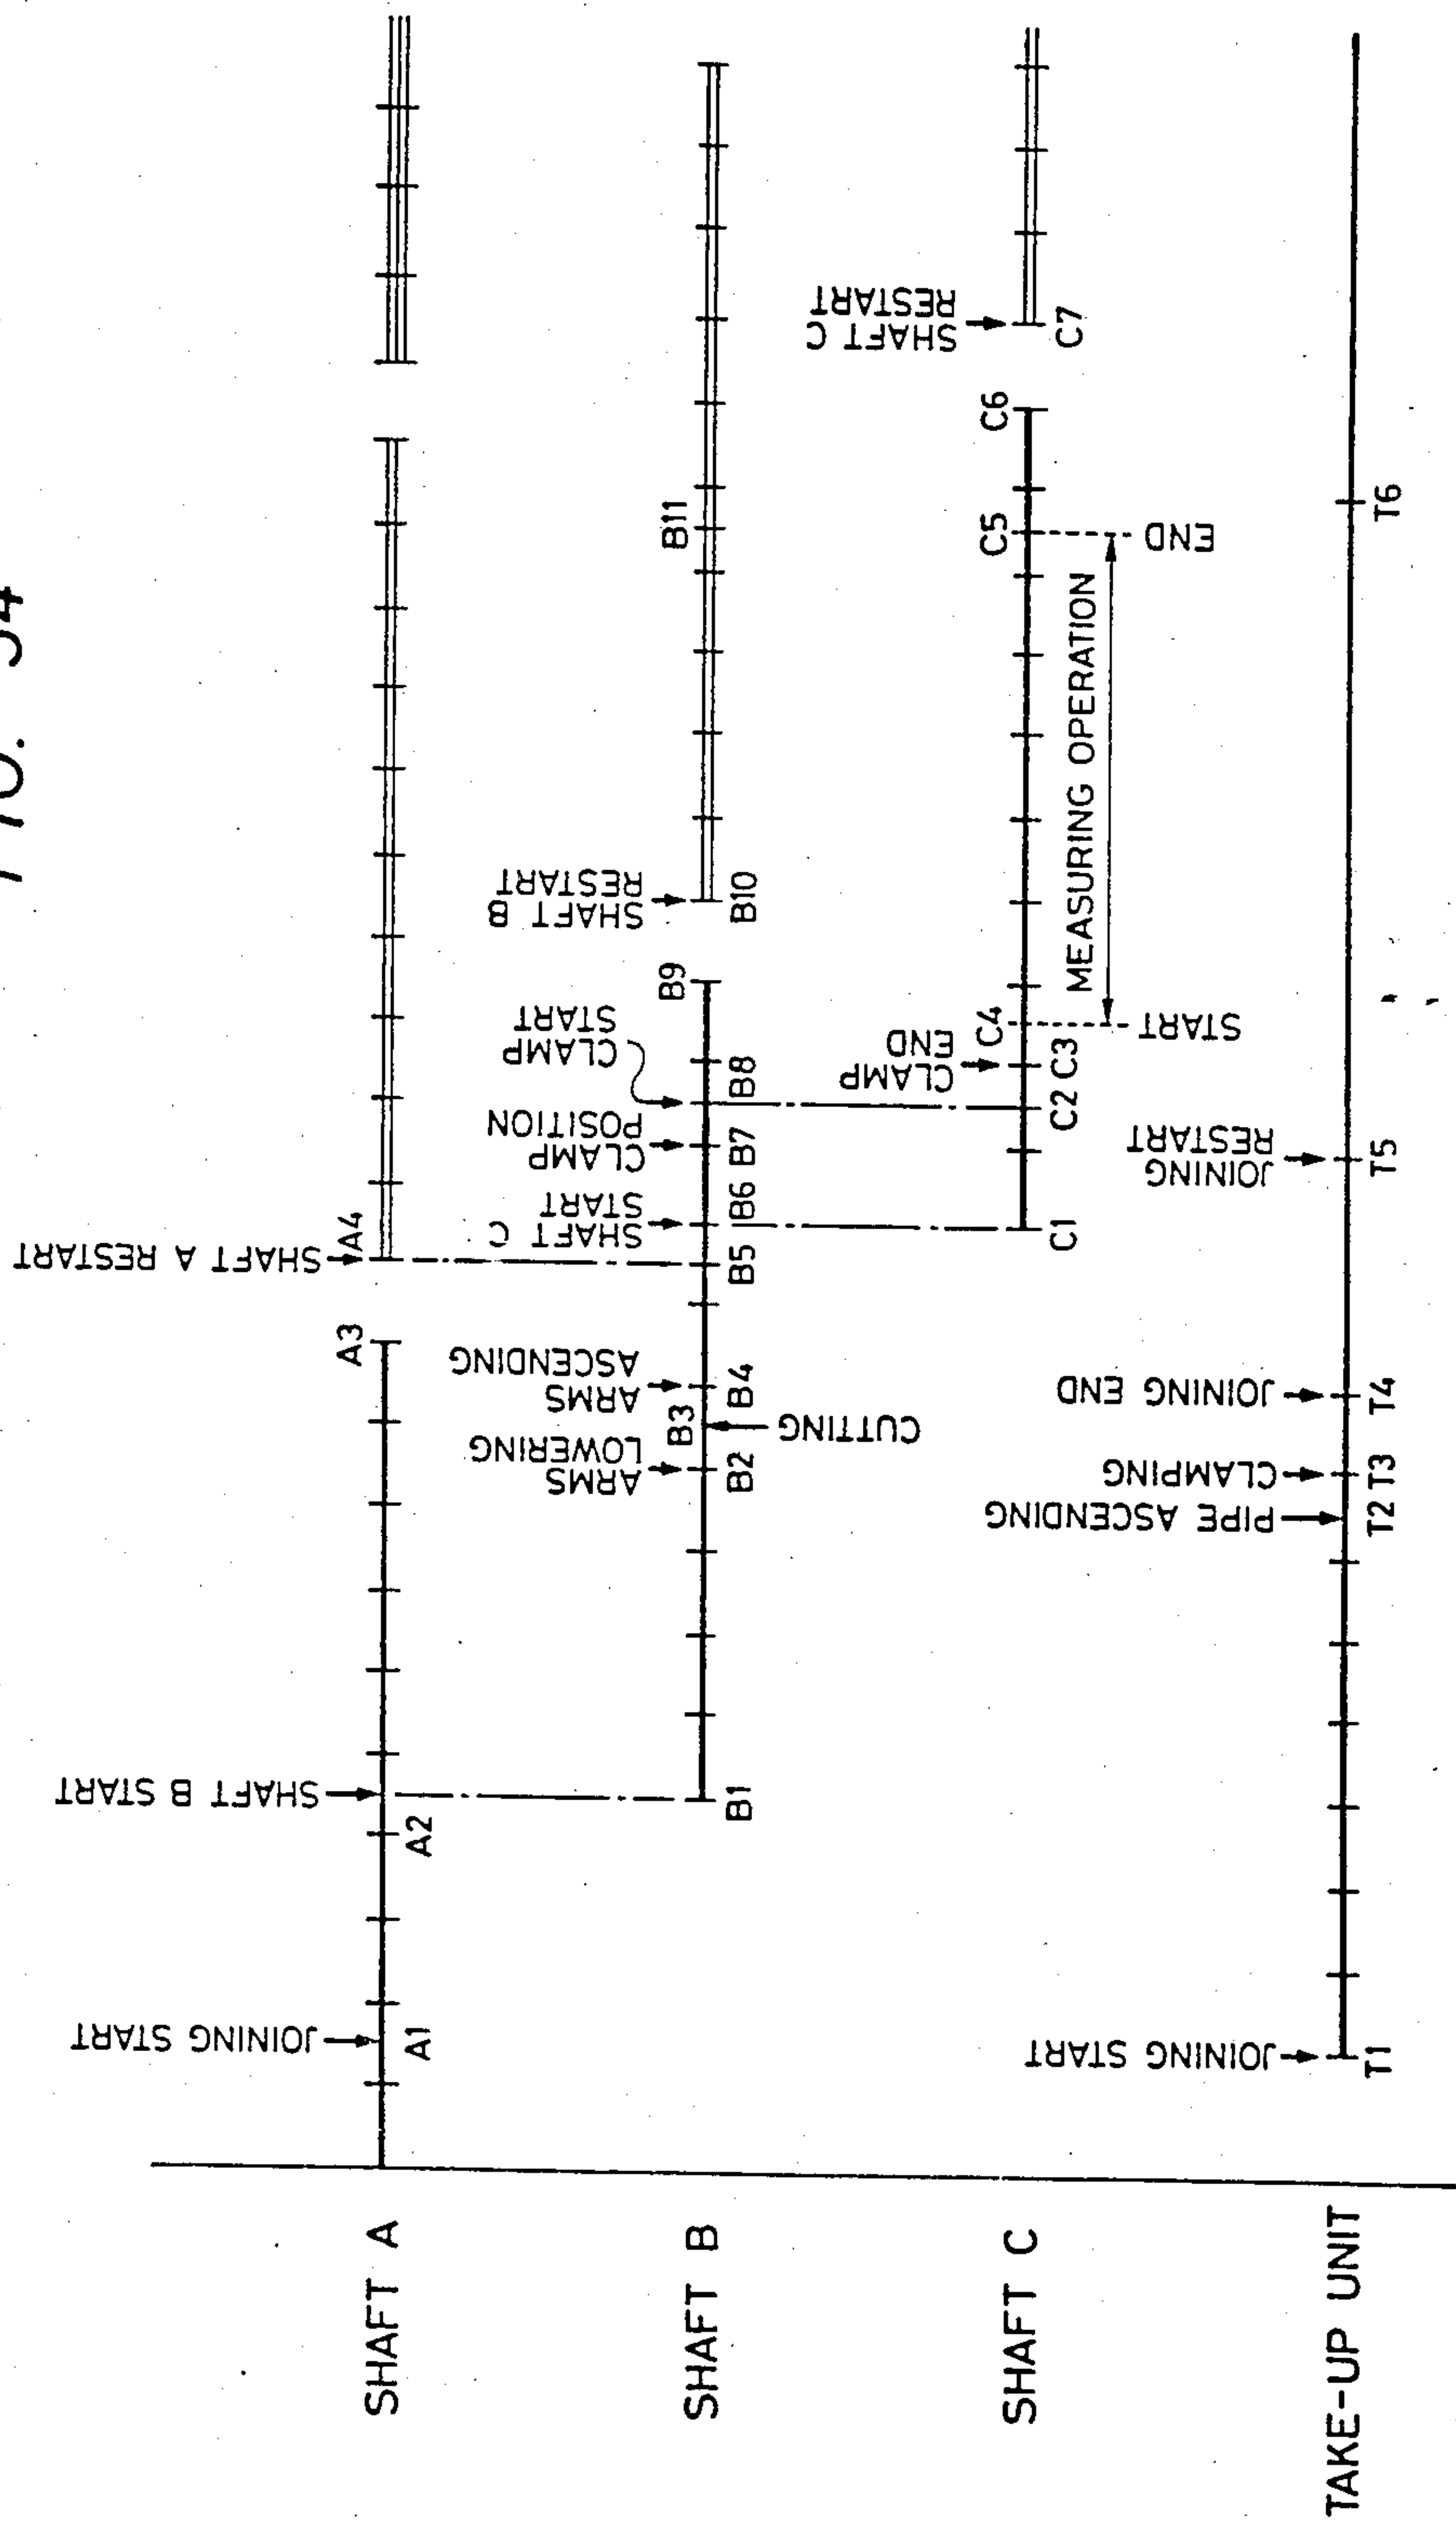 FIG. 34
SHAFT A
JOINING START
A1
A2
SHAFT B START
A3
SHAFT A RESTART
A4
SHAFT B
B1
ARMS
LOWERING
B2
B3
CUTTING
ARMS
ASCENDING
B4
B5
SHAFT C
START
B6
CLAMP
POSITION
B7
CLAMP
START
B8
B9
SHAFT B
RESTART
B10
B11
SHAFT C
C1
C2
CLAMP
END
C3
C4
START
MEASURING OPERATION
C5
END
C6
SHAFT C
RESTART
C7
TAKE-UP UNIT
JOINING START
T1
PIPE ASCENDING
T2
CLAMPING
T3
JOINING END
T4
JOINING
RESTART
T5
T6